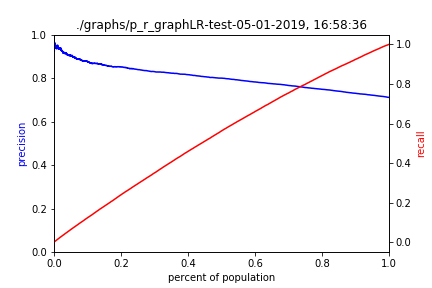 ./graphs/p_r_graphLR-test-05-01-2019, 16:58:36
1.0
0.8
0.6
0.4
0.2
0.0
precision
1.0
0.8
0.6
0.4
0.2
0.0
recall
0.0 0.2 0.4 0.6 0.8 1.0
percent of population